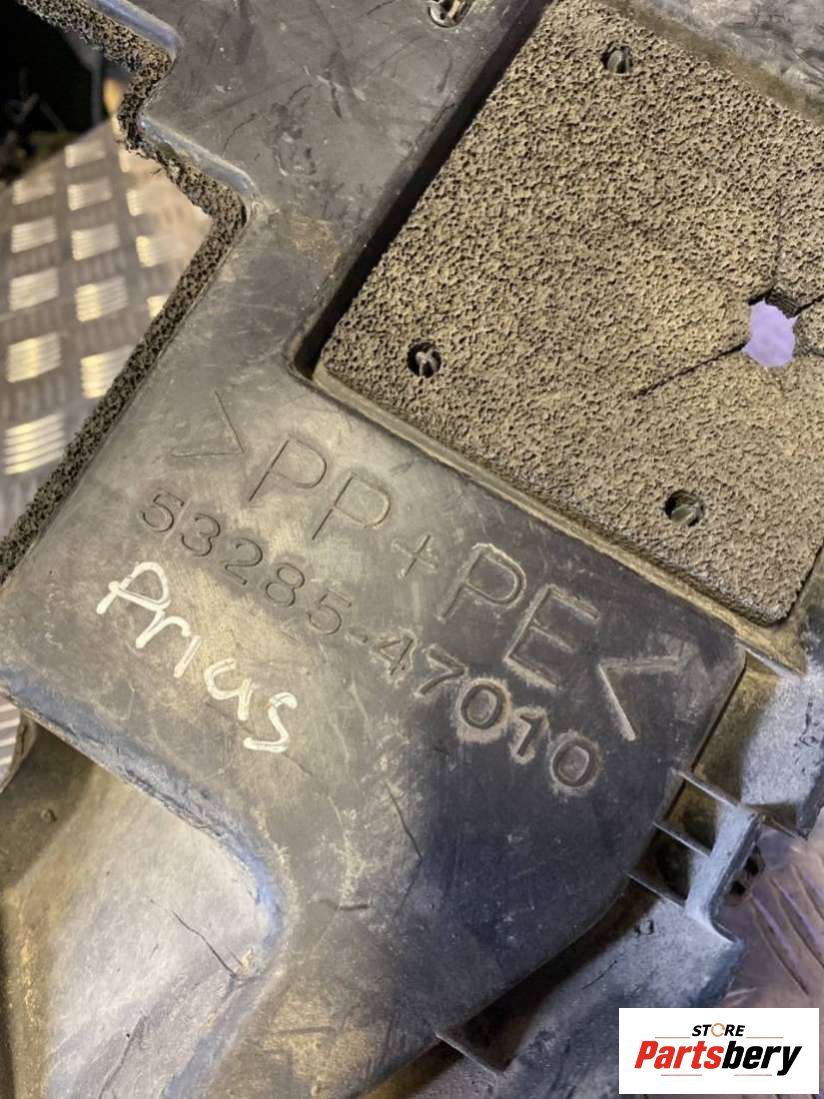 >PP+PE<
53285-47010
Prius
STORE
Partsbery